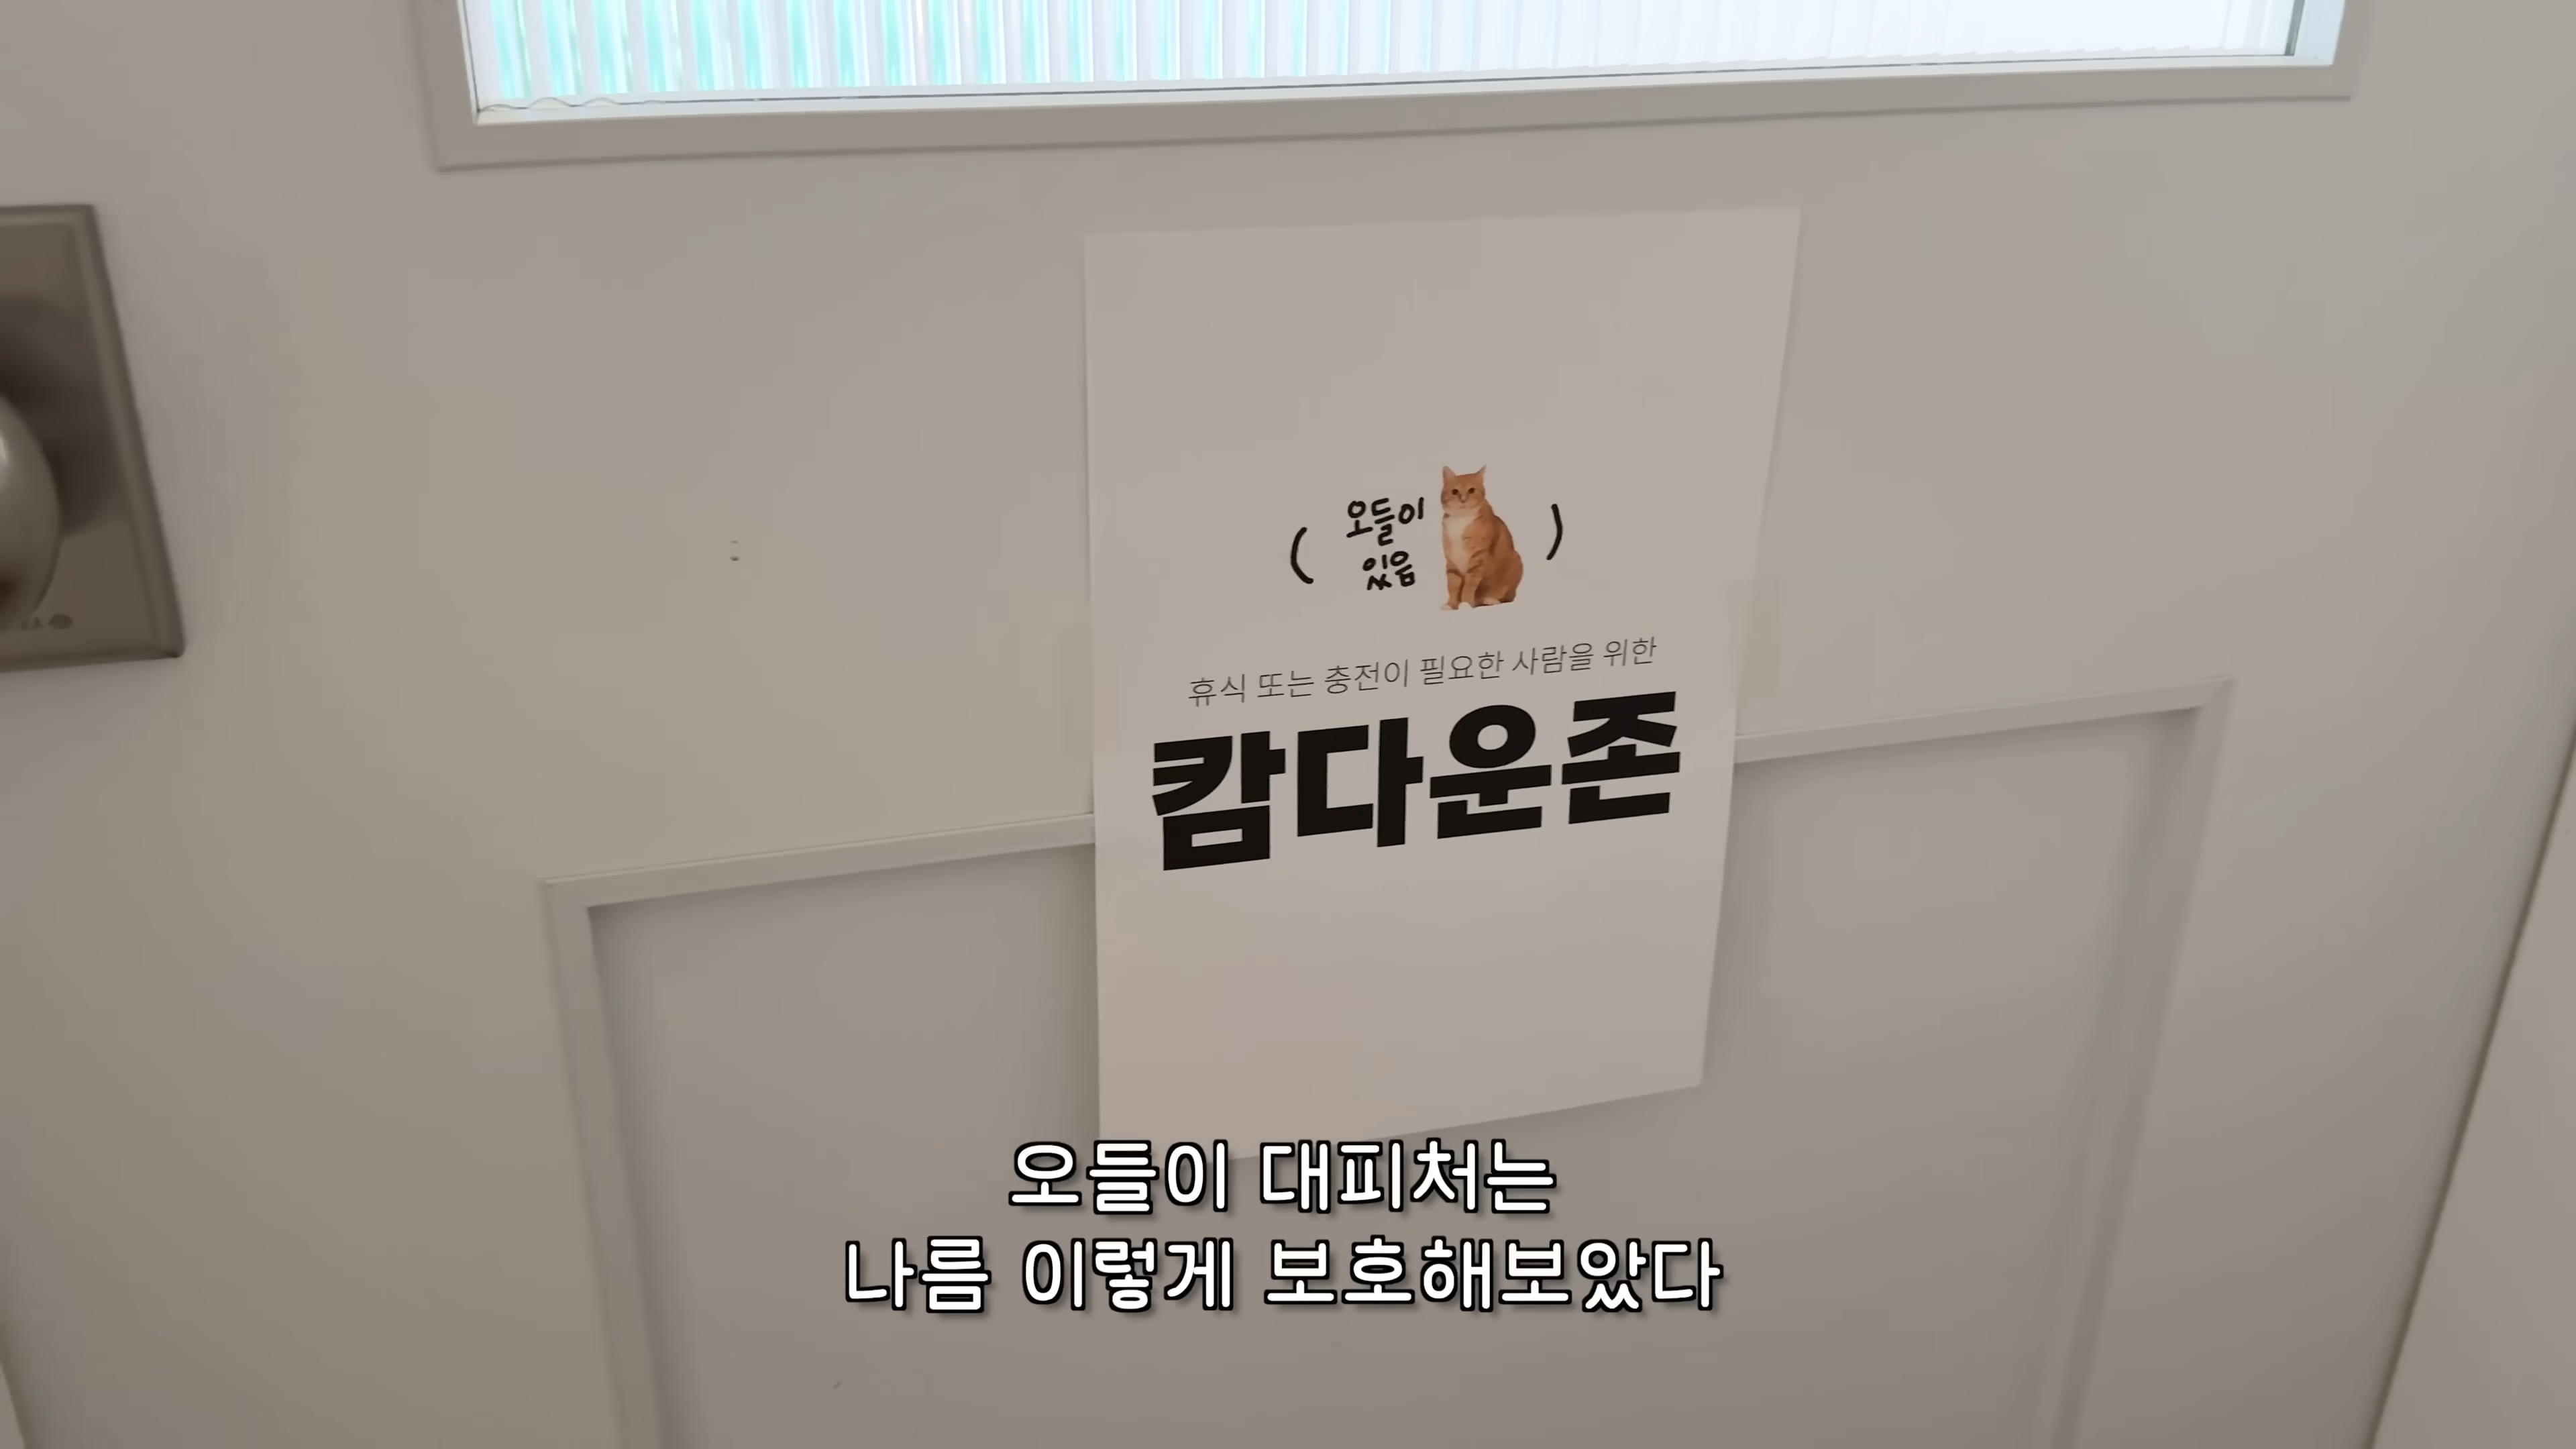 ( 오들이
있음 )
휴식 또는 충전이 필요한 사람을 위한
캄다운존
오들이 대피처는
나름 이렇게 보호해보았다